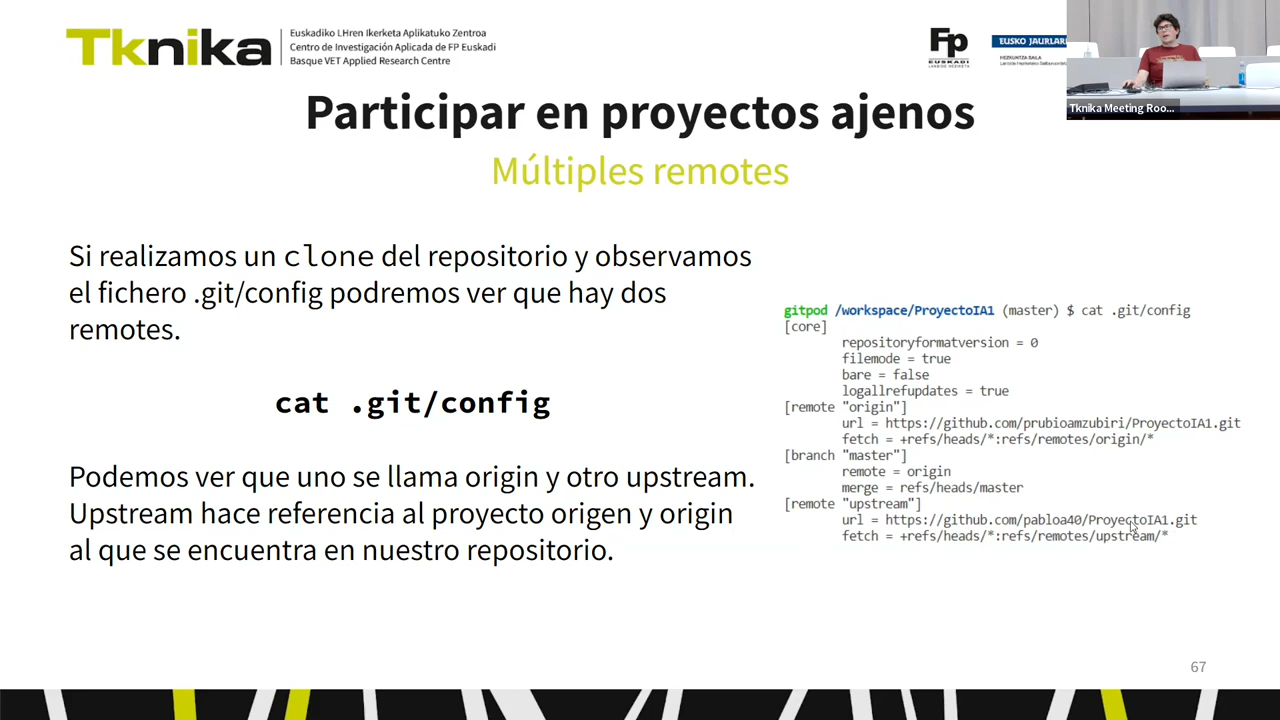 Tknika
Euskadiko LHren Ikerketa Aplikatuko Zentroa
Centro de Investigación Aplicada de FP Euskadi
Basque VET Applied Research Centre
Fp
EUSKADI
LANBIDE HEZIKETA
EUSKO JAURLARI
HEZKUNTZA SAILA
Tknika Meeting Roo...
Participar en proyectos ajenos
Múltiples remotes
Si realizamos un clone del repositorio y observamos
el fichero .git/config podremos ver que hay dos
remotes.
cat .git/config
Podemos ver que uno se llama origin y otro upstream.
Upstream hace referencia al proyecto origen y origin
al que se encuentra en nuestro repositorio.
gitpod /workspace/ProyectoIA1 (master) $ cat .git/config
[core]
repositoryformatversion = 0
filemode = true
bare = false
logallrefupdates = true
[remote "origin"]
url = https://github.com/prubioamzubiri/ProyectoIA1.git
fetch = +refs/heads/*:refs/remotes/origin/*
[branch "master"]
remote = origin
merge = refs/heads/master
[remote "upstream"]
url = https://github.com/pabloa40/ProyectoIA1.git
fetch = +refs/heads/*:refs/remotes/upstream/*
67